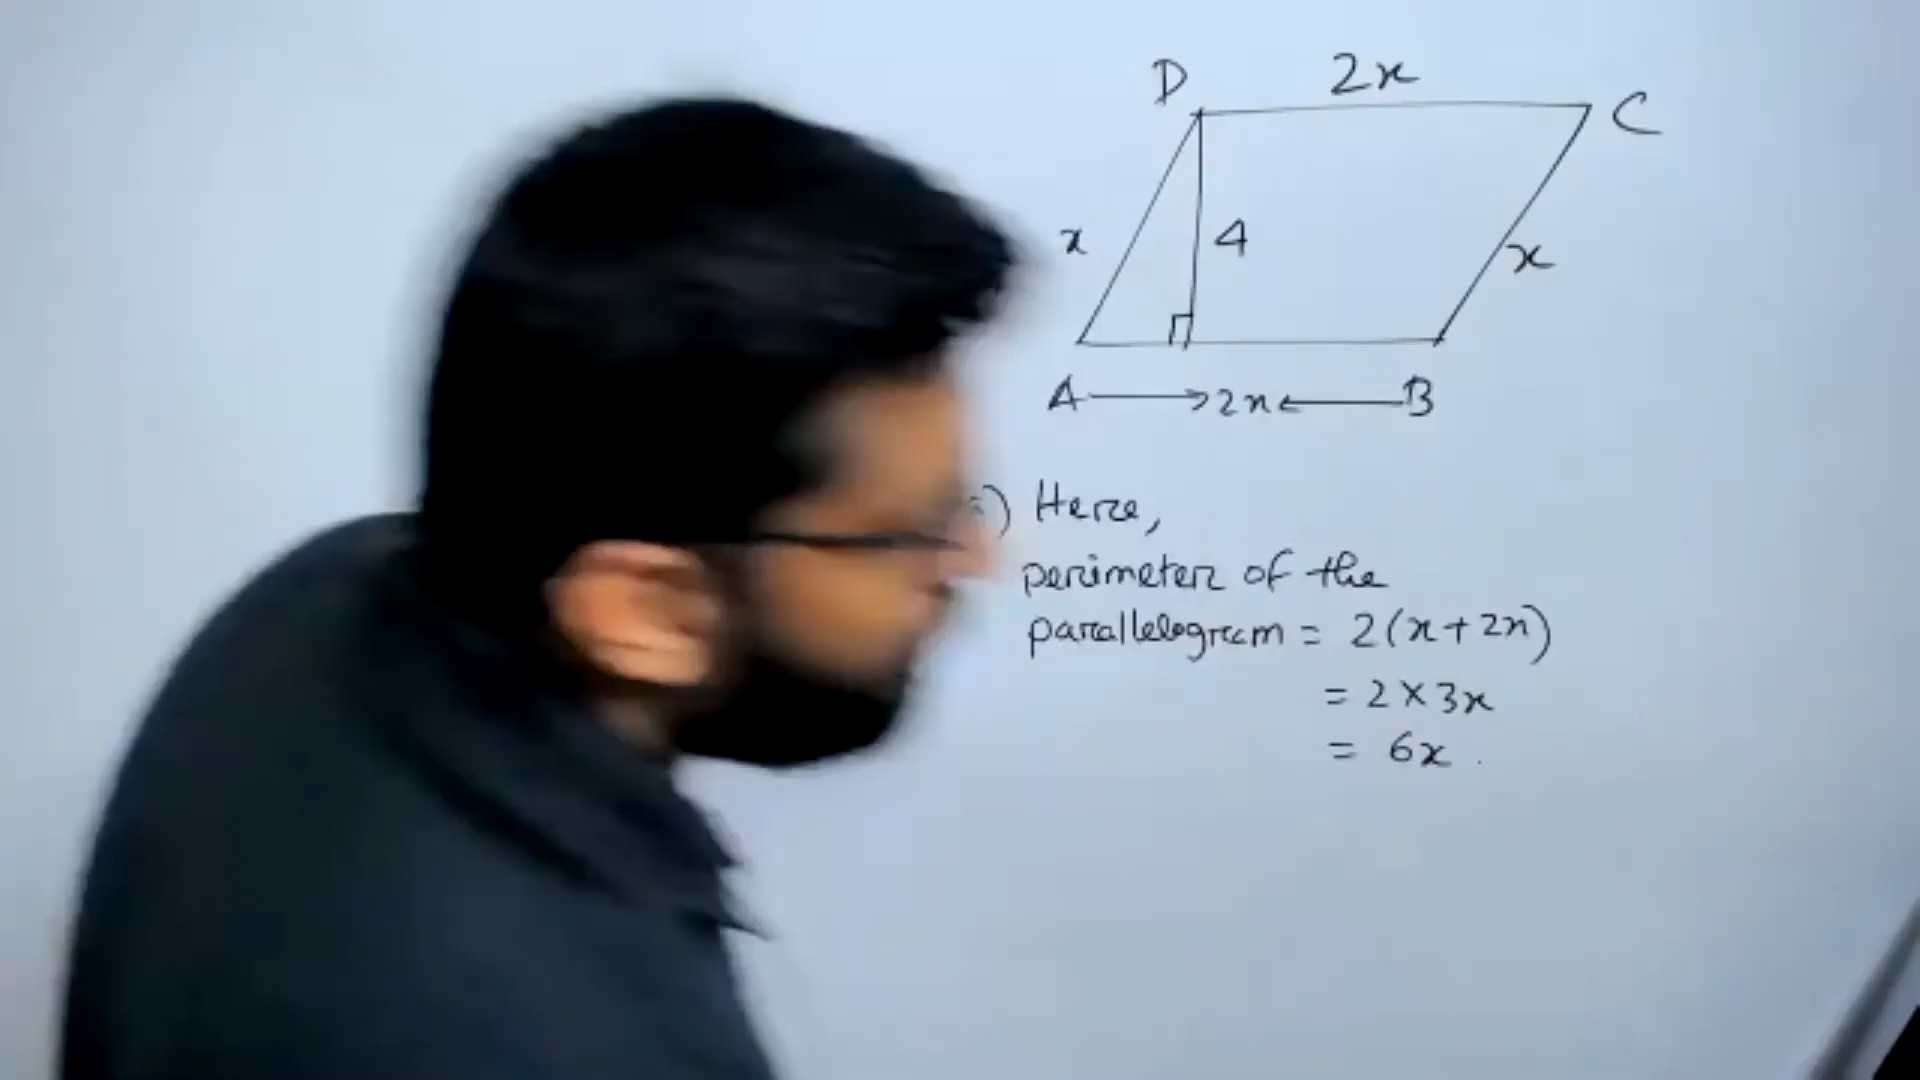 D 2x C
x 4 x
A 2x B
i) Here,
perimeter of the
parallelogram = 2(x+2x)
= 2 × 3x
= 6x .